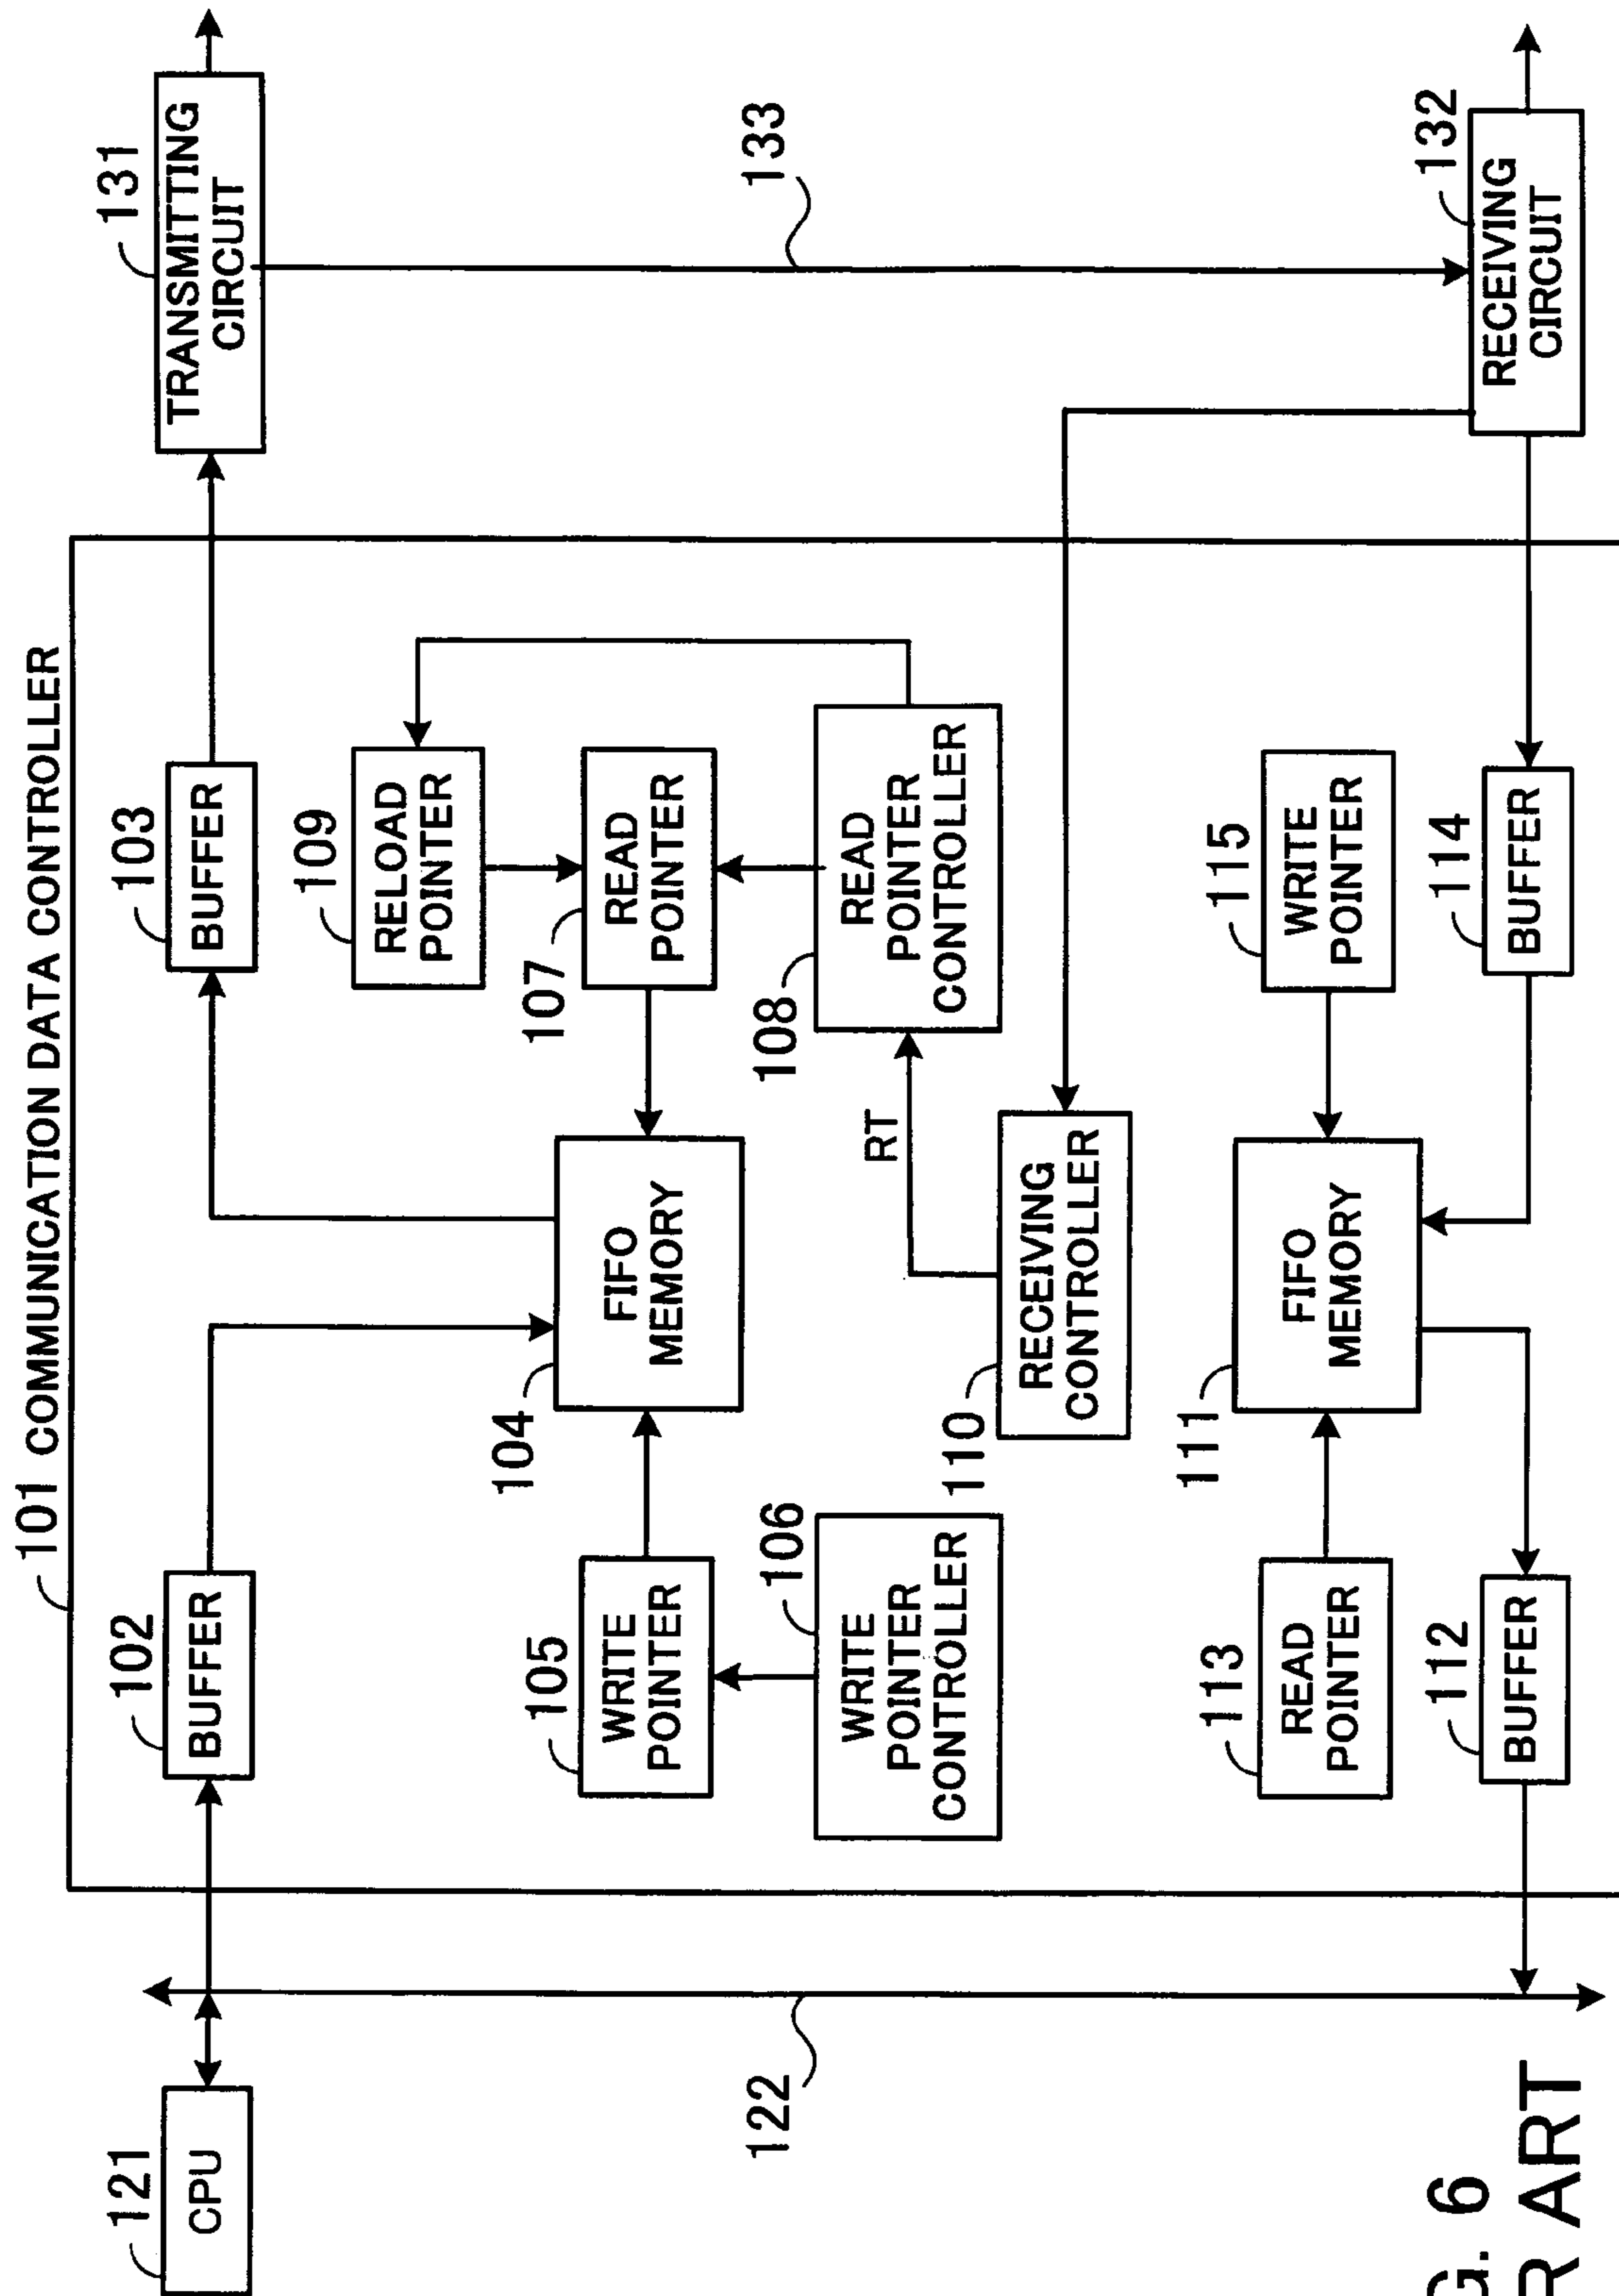 101 COMMUNICATION DATA CONTROLLER
121
CPU
102
BUFFER
103
BUFFER
131
TRANSMITTING
CIRCUIT
109
RELOAD
POINTER
104
FIFO
MEMORY
105
WRITE
POINTER
107
READ
POINTER
122
106
WRITE
POINTER
CONTROLLER
108
READ
POINTER
CONTROLLER
133
RT
110
RECEIVING
CONTROLLER
113
READ
POINTER
111
FIFO
MEMORY
115
WRITE
POINTER
112
BUFFER
114
BUFFER
132
RECEIVING
CIRCUIT
G. 6
R ART